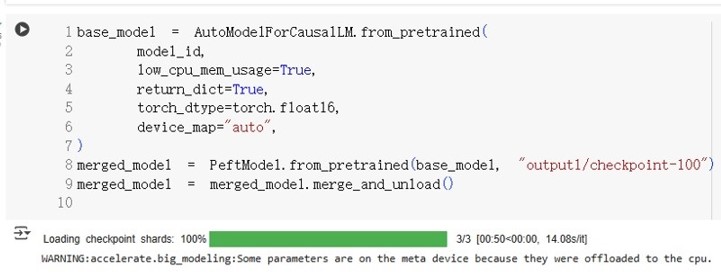 1 base_model = AutoModelForCausalLM.from_pretrained(
2 model_id,
3 low_cpu_mem_usage=True,
4 return_dict=True,
5 torch_dtype=torch.float16,
6 device_map="auto",
7 )
8 merged_model = PeftModel.from_pretrained(base_model, "output1/checkpoint-100")
9 merged_model = merged_model.merge_and_unload()
10
Loading checkpoint shards: 100% 3/3 [00:50<00:00, 14.08s/it]
WARNING:accelerate.big_modeling:Some parameters are on the meta device because they were offloaded to the cpu.